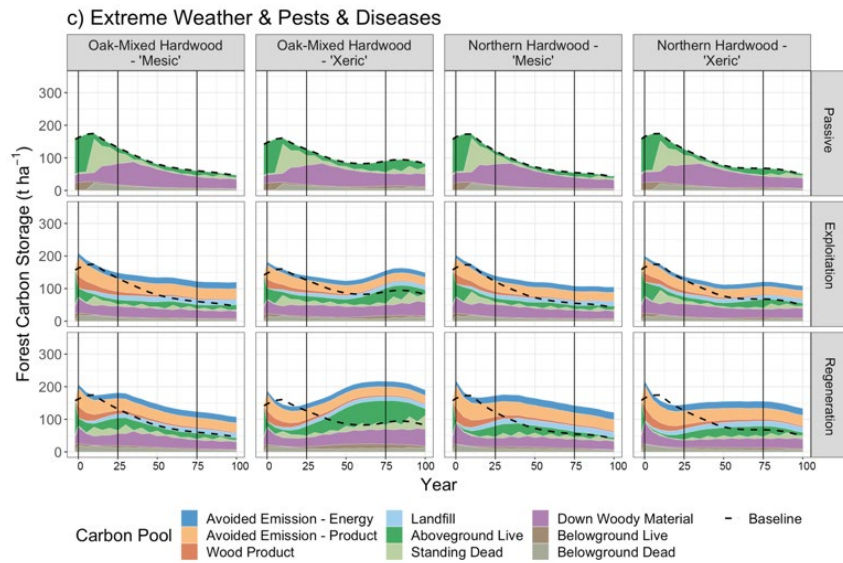 c) Extreme Weather & Pests & Diseases
Oak-Mixed Hardwood
- 'Mesic'
Oak-Mixed Hardwood
- 'Xeric'
Northern Hardwood -
'Mesic'
Northern Hardwood -
'Xeric'
Forest Carbon Storage (t ha⁻¹)
300
200
100
0
Passive
300
200
100
0
Exploitation
300
200
100
0
Regeneration
0 25 50 75 100 0 25 50 75 100 0 25 50 75 100 0 25 50 75 100
Year
Carbon Pool
Avoided Emission - Energy
Avoided Emission - Product
Wood Product
Landfill
Aboveground Live
Standing Dead
Down Woody Material
Belowground Live
Belowground Dead
Baseline